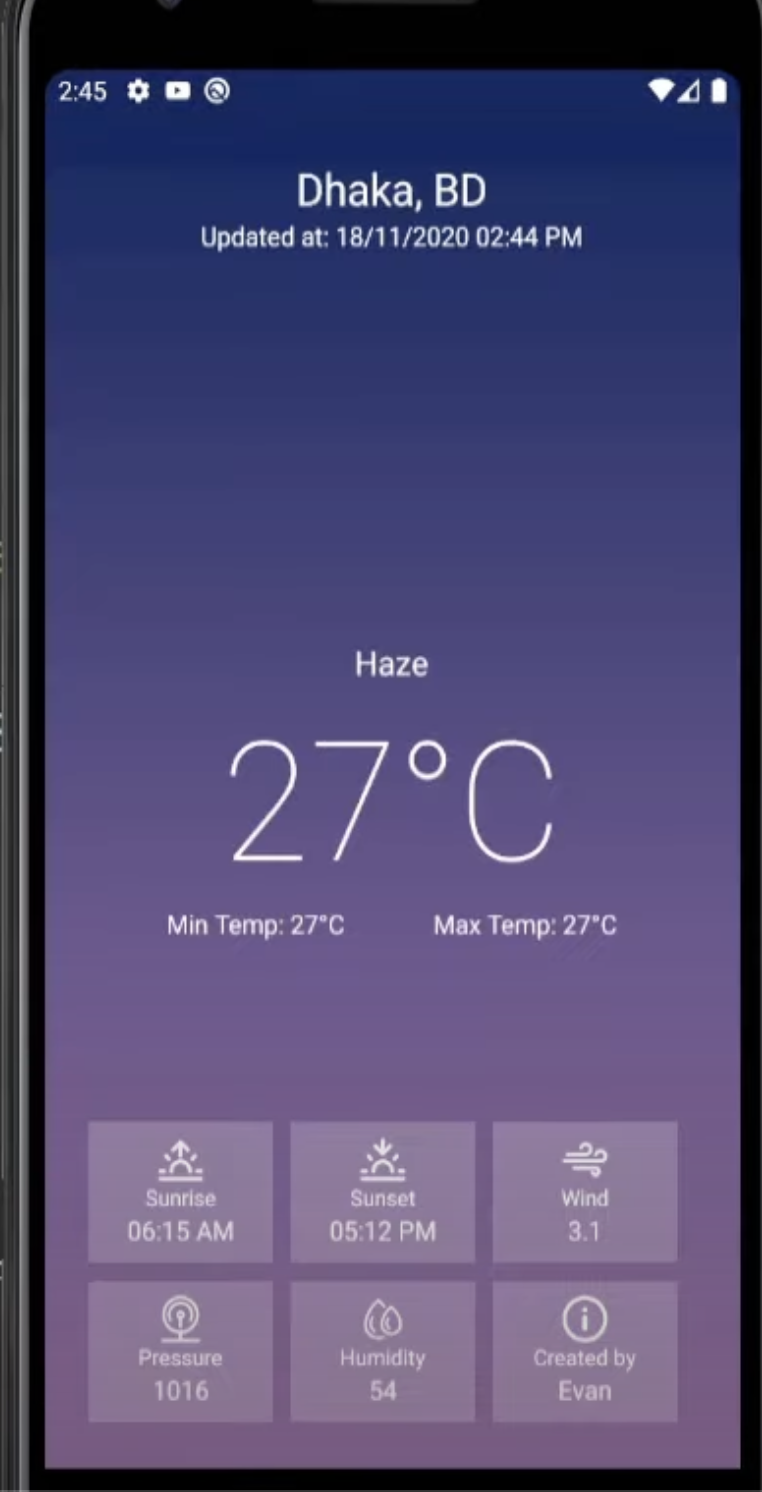 2:45
Dhaka, BD
Updated at: 18/11/2020 02:44 PM
Haze
27°C
Min Temp: 27°C Max Temp: 27°C
Sunrise Sunset Wind
06:15 AM 05:12 PM 3.1
Pressure Humidity Created by
1016 54 Evan